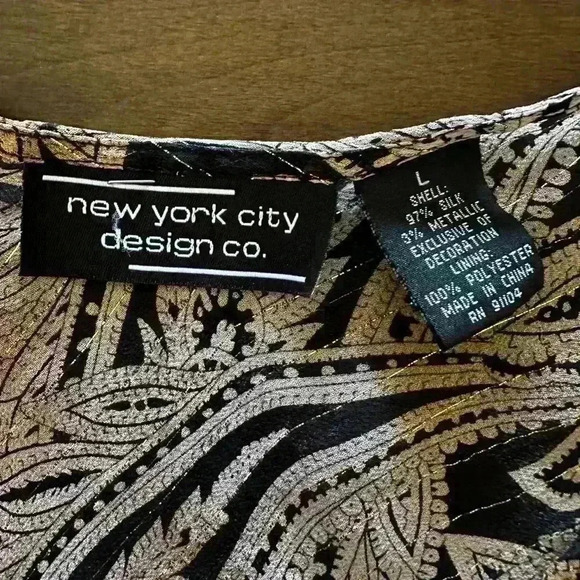 new york city
design co.
L
SHELL:
97% SILK
3% METALLIC
EXCLUSIVE OF
DECORATION
LINING:
100% POLYESTER
MADE IN CHINA
RN 91104